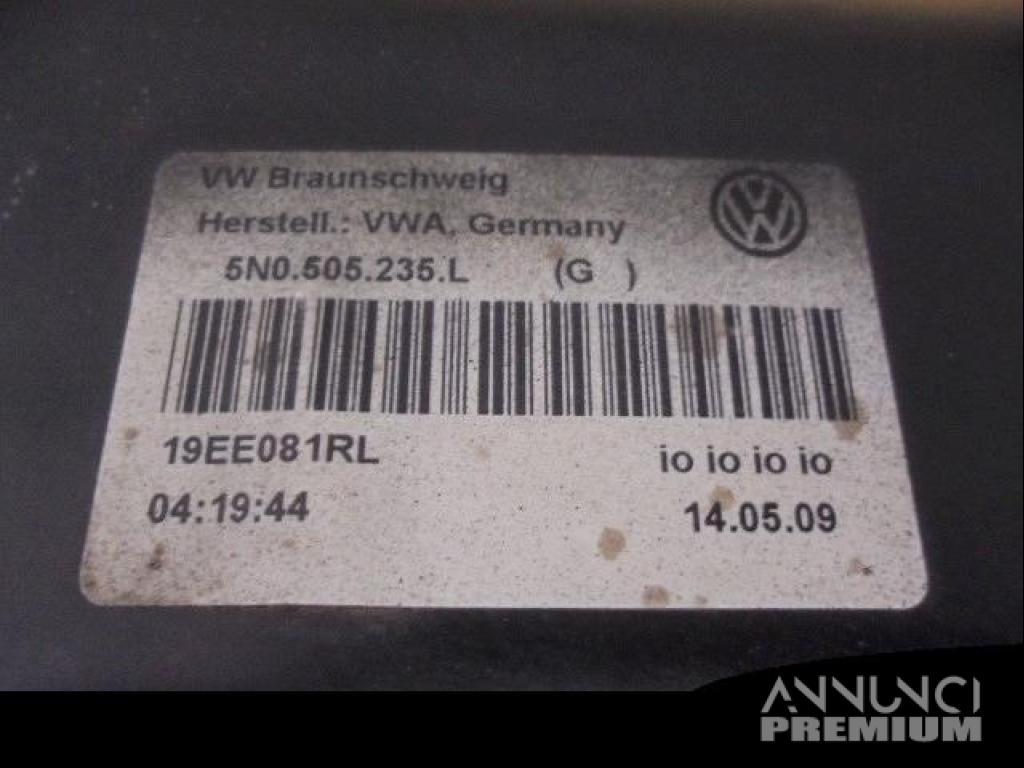 VW Braunschweig
Herstell.: VWA, Germany
5N0.505.235.L (G )
19EE081RL io io io io
04:19:44 14.05.09
ANNUNCI
PREMIUM